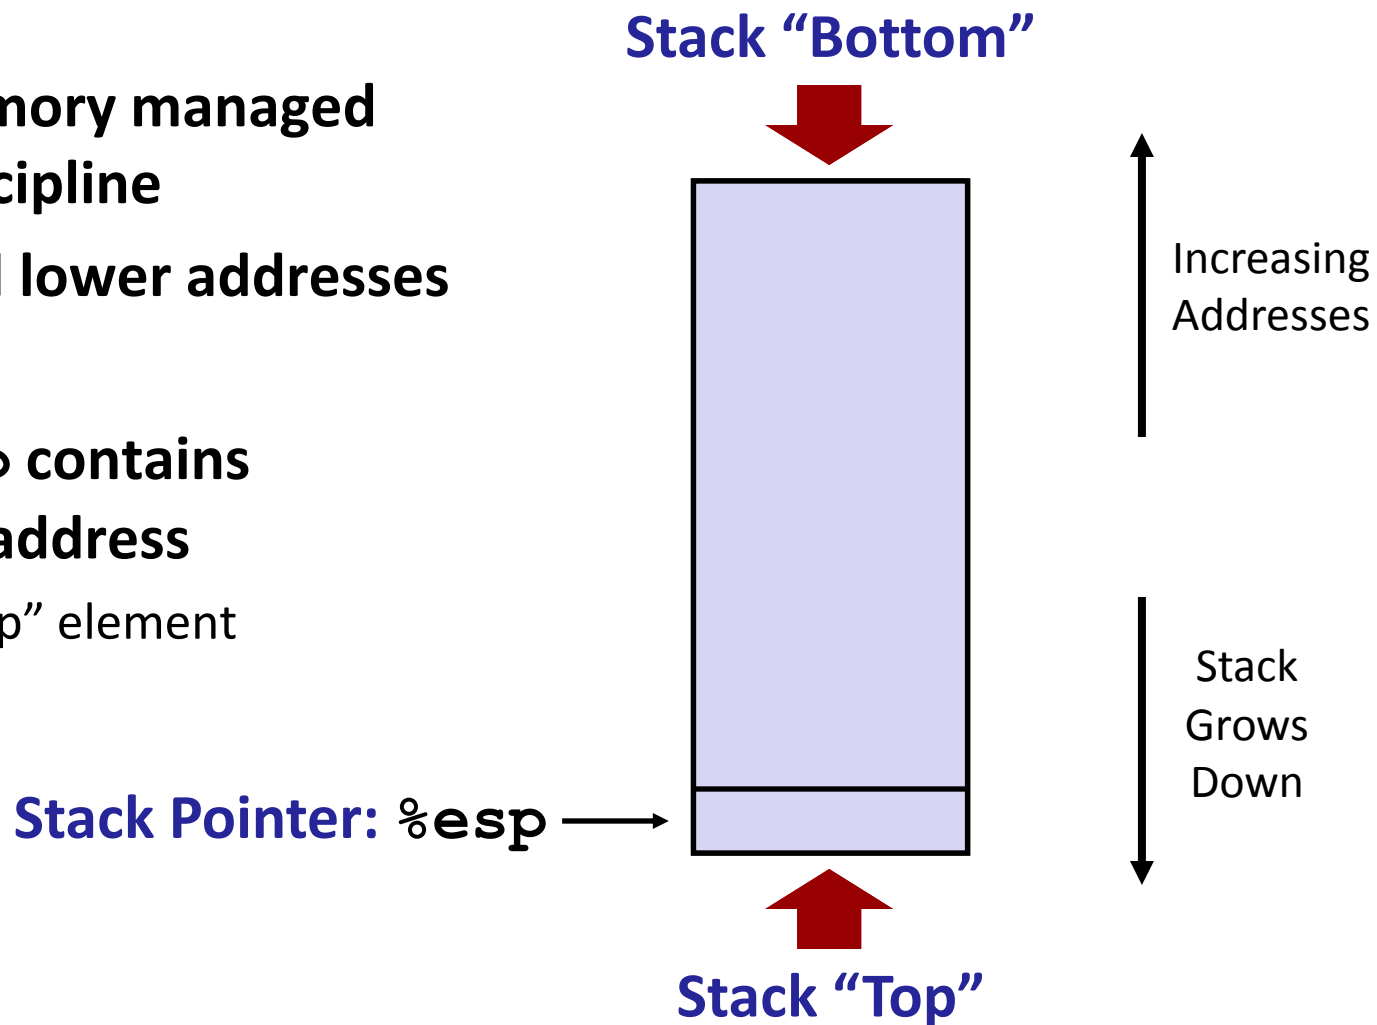 Stack “Bottom”
mory managed
cipline
lower addresses
contains
address
p” element
Increasing
Addresses
Stack
Grows
Down
Stack Pointer: %esp
Stack “Top”